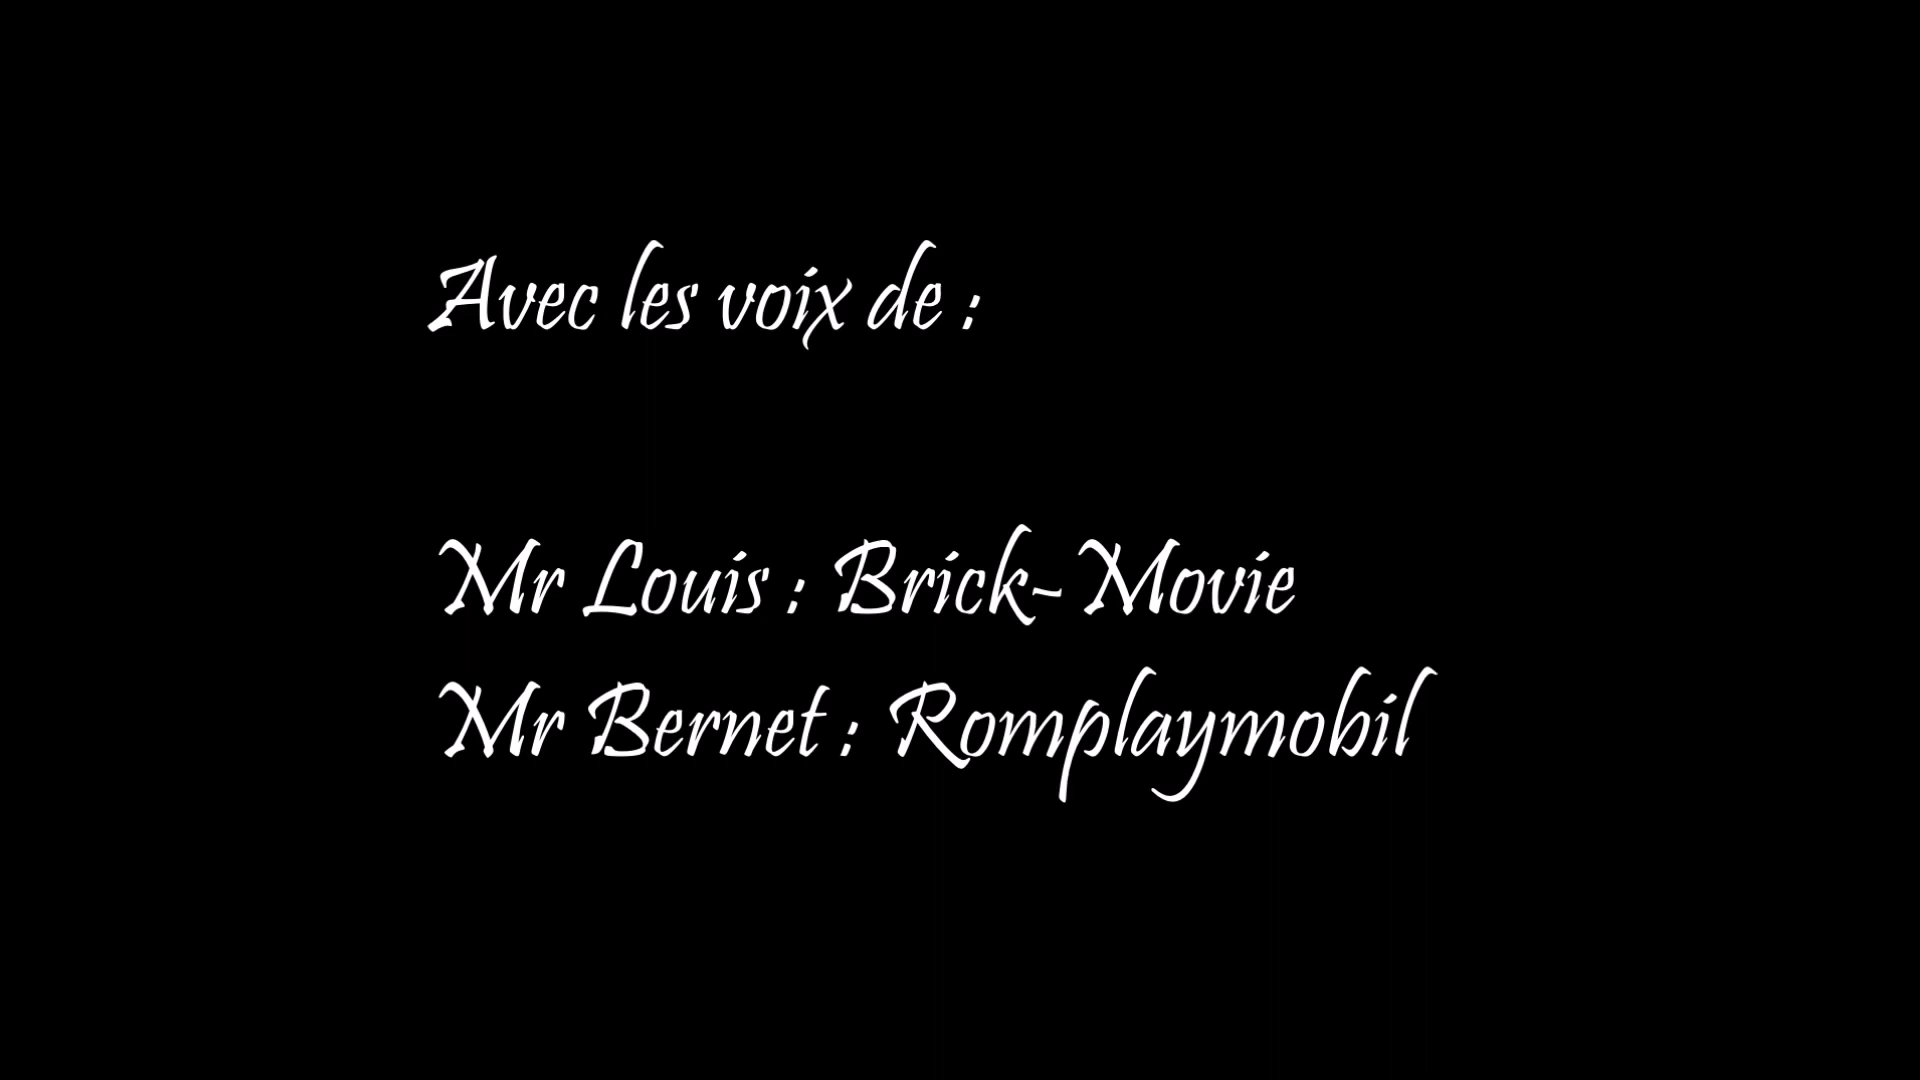 Avec les voix de :
Mr Louis : Brick-Movie
Mr Bernet : Romplaymobil